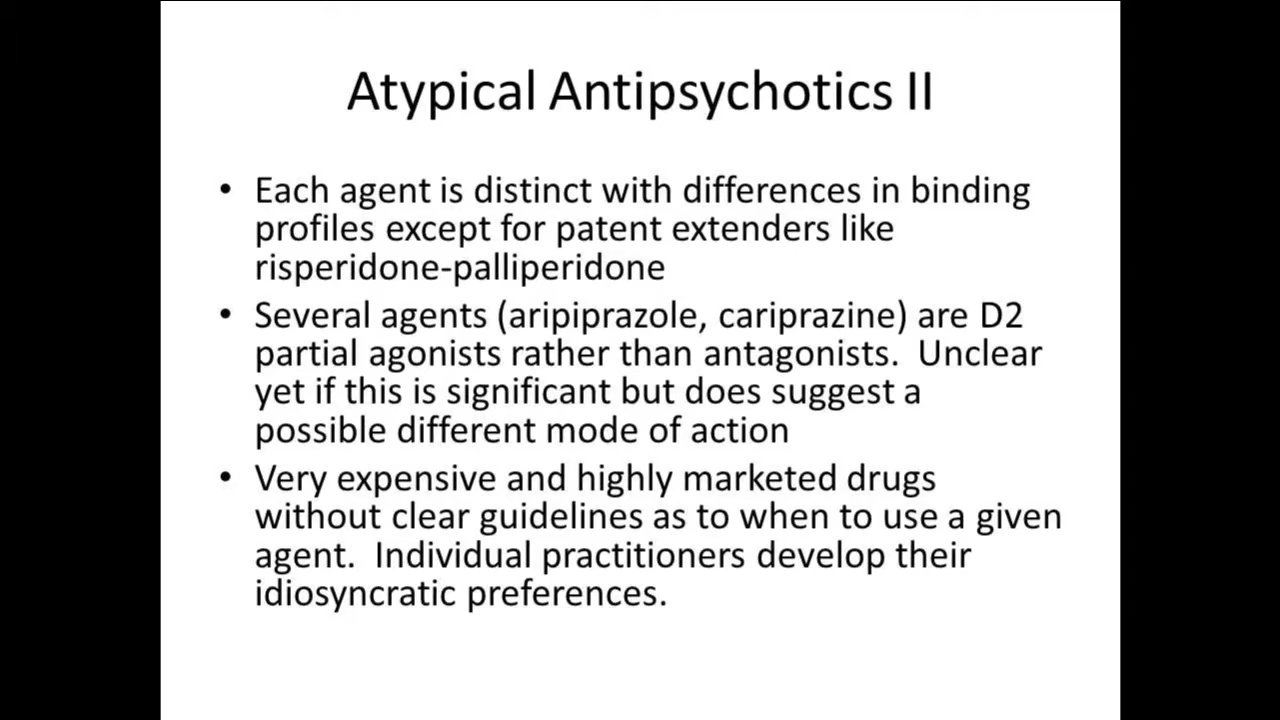 Atypical Antipsychotics II
• Each agent is distinct with differences in binding
profiles except for patent extenders like
risperidone-palliperidone
• Several agents (aripiprazole, cariprazine) are D2
partial agonists rather than antagonists.  Unclear
yet if this is significant but does suggest a
possible different mode of action
• Very expensive and highly marketed drugs
without clear guidelines as to when to use a given
agent.  Individual practitioners develop their
idiosyncratic preferences.